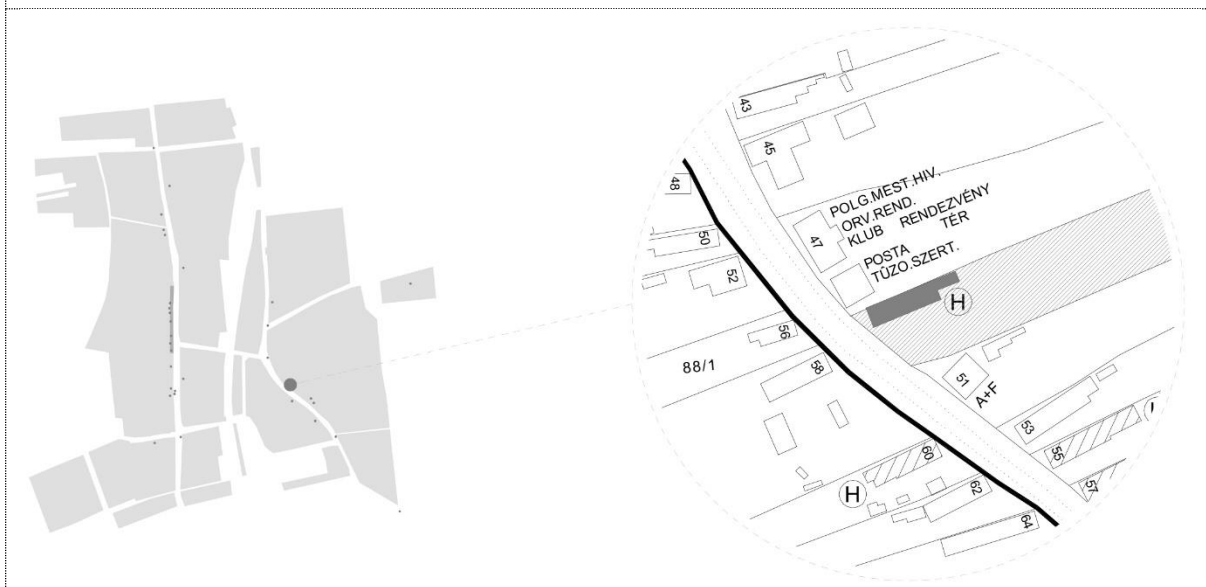 43
45
48
POLG.MEST.HIV.
ORV.REND.
KLUB RENDEZVÉNY
TÉR
47
50
POSTA
TŰZO.SZERT.
52
H
56
88/1
58
51
A+F
53
55
60
57
H
62
64